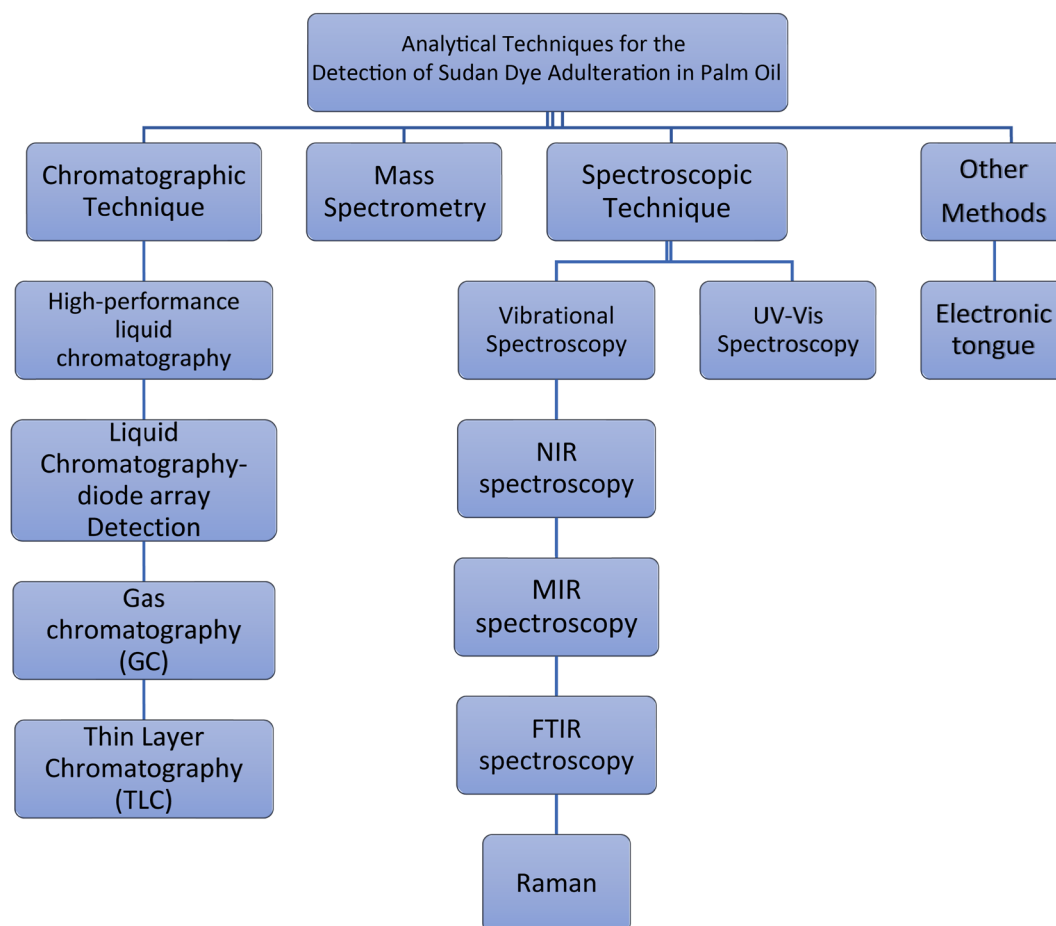 Analytical Techniques for the
Detection of Sudan Dye Adulteration in Palm Oil
Chromatographic
Technique
Mass
Spectrometry
Spectroscopic
Technique
Other
Methods
High-performance
liquid
chromatography
Vibrational
Spectroscopy
UV-Vis
Spectroscopy
Electronic
tongue
Liquid
Chromatography-
diode array
Detection
NIR
spectroscopy
Gas
chromatography
(GC)
MIR
spectroscopy
Thin Layer
Chromatography
(TLC)
FTIR
spectroscopy
Raman